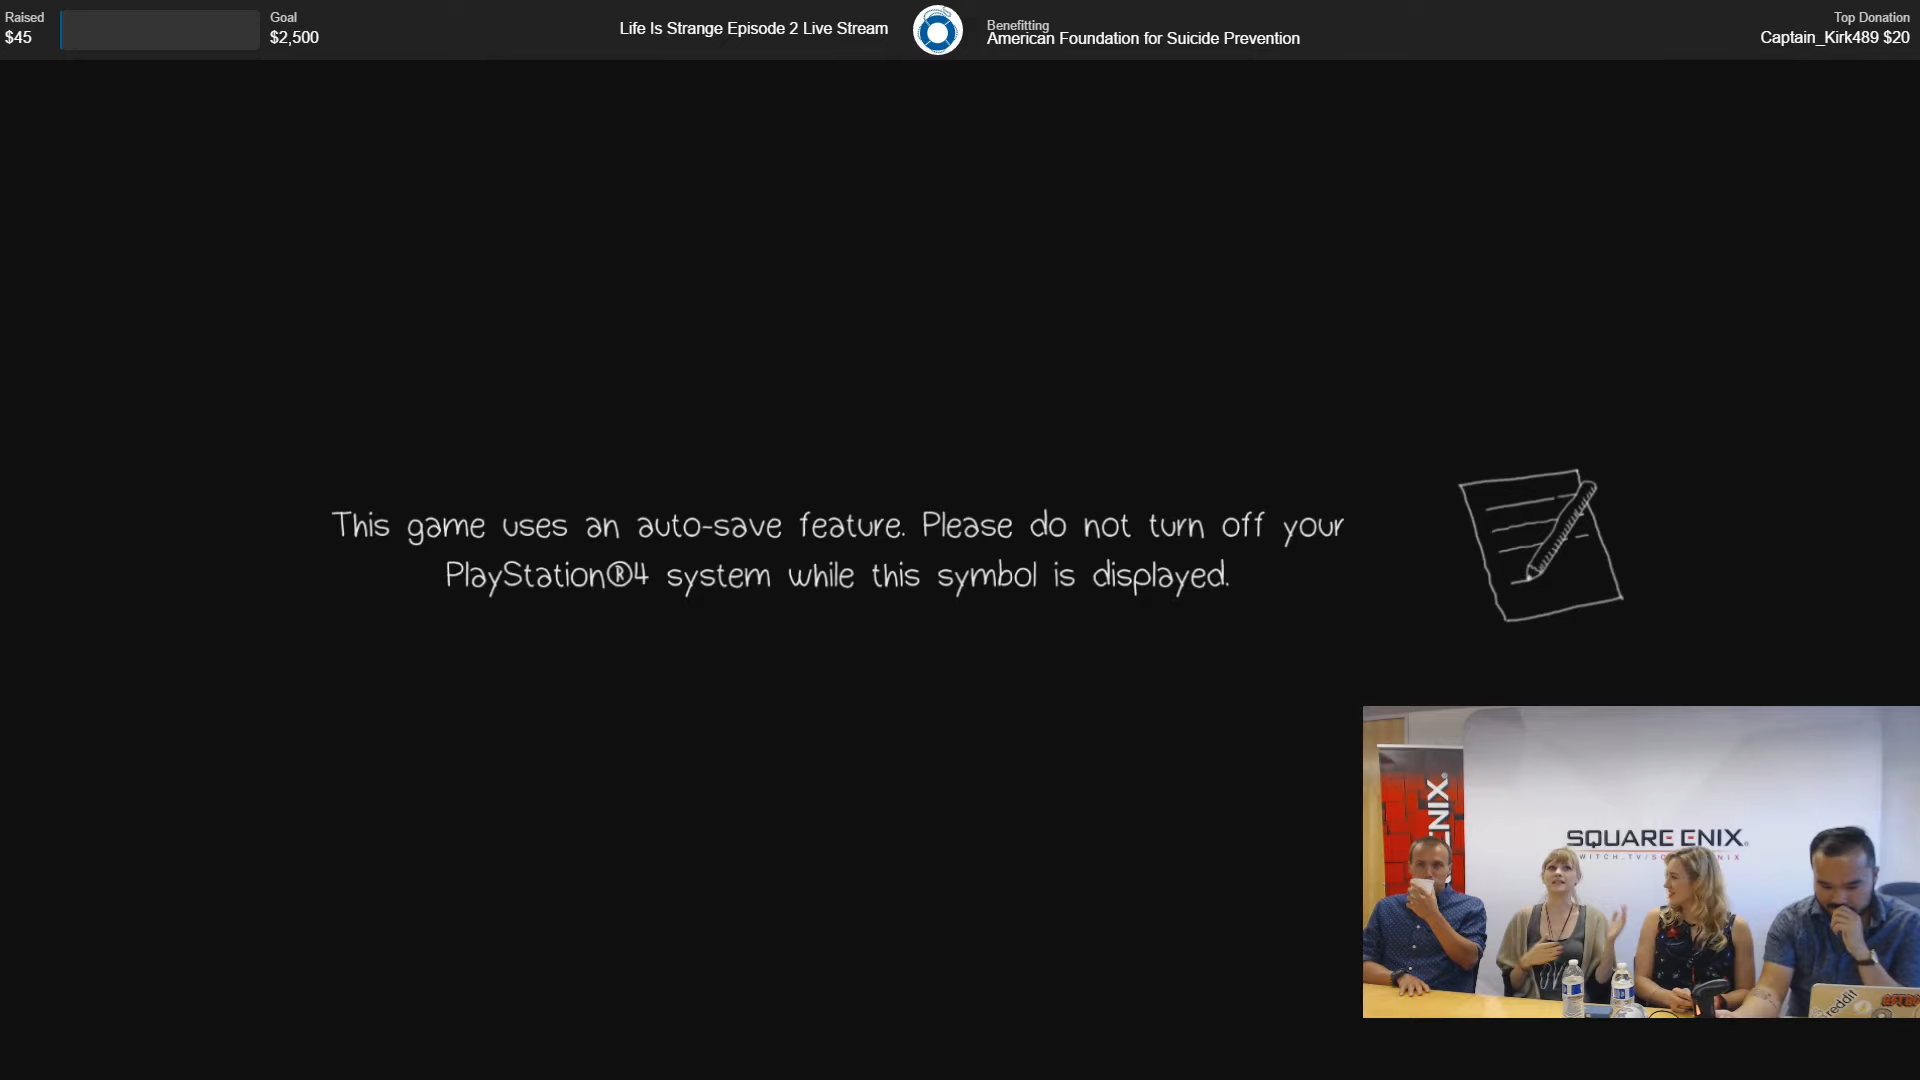 Raised
$45
Goal
$2,500
Life Is Strange Episode 2 Live Stream
Benefitting
American Foundation for Suicide Prevention
Top Donation
Captain_Kirk489 $20
This game uses an auto-save feature. Please do not turn off your
PlayStation®4 system while this symbol is displayed.
ENIX®
SQUARE ENIX®
reddit